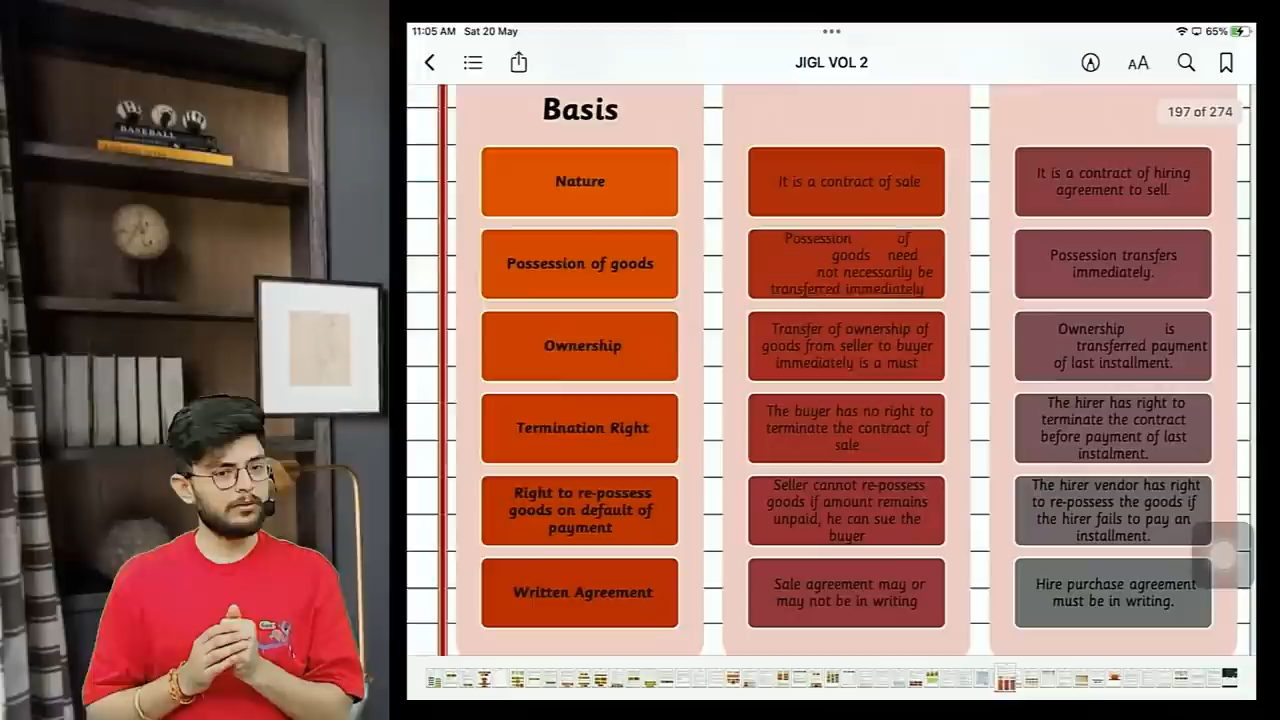 11:05 AM Sat 20 May
65%
JIGL VOL 2
AA
197 of 274
Basis
Nature
It is a contract of sale
It is a contract of hiring
agreement to sell.
Possession of goods
Possession of
goods need
not necessarily be
transferred immediately
Possession transfers
immediately.
Ownership
Transfer of ownership of
goods from seller to buyer
immediately is a must
Ownership is
transferred payment
of last installment.
Termination Right
The buyer has no right to
terminate the contract of
sale
The hirer has right to
terminate the contract
before payment of last
instalment.
Right to re-possess
goods on default of
payment
Seller cannot re-possess
goods if amount remains
unpaid, he can sue the
buyer
The hirer vendor has right
to re-possess the goods if
the hirer fails to pay an
installment.
Written Agreement
Sale agreement may or
may not be in writing
Hire purchase agreement
must be in writing.
BASEBALL